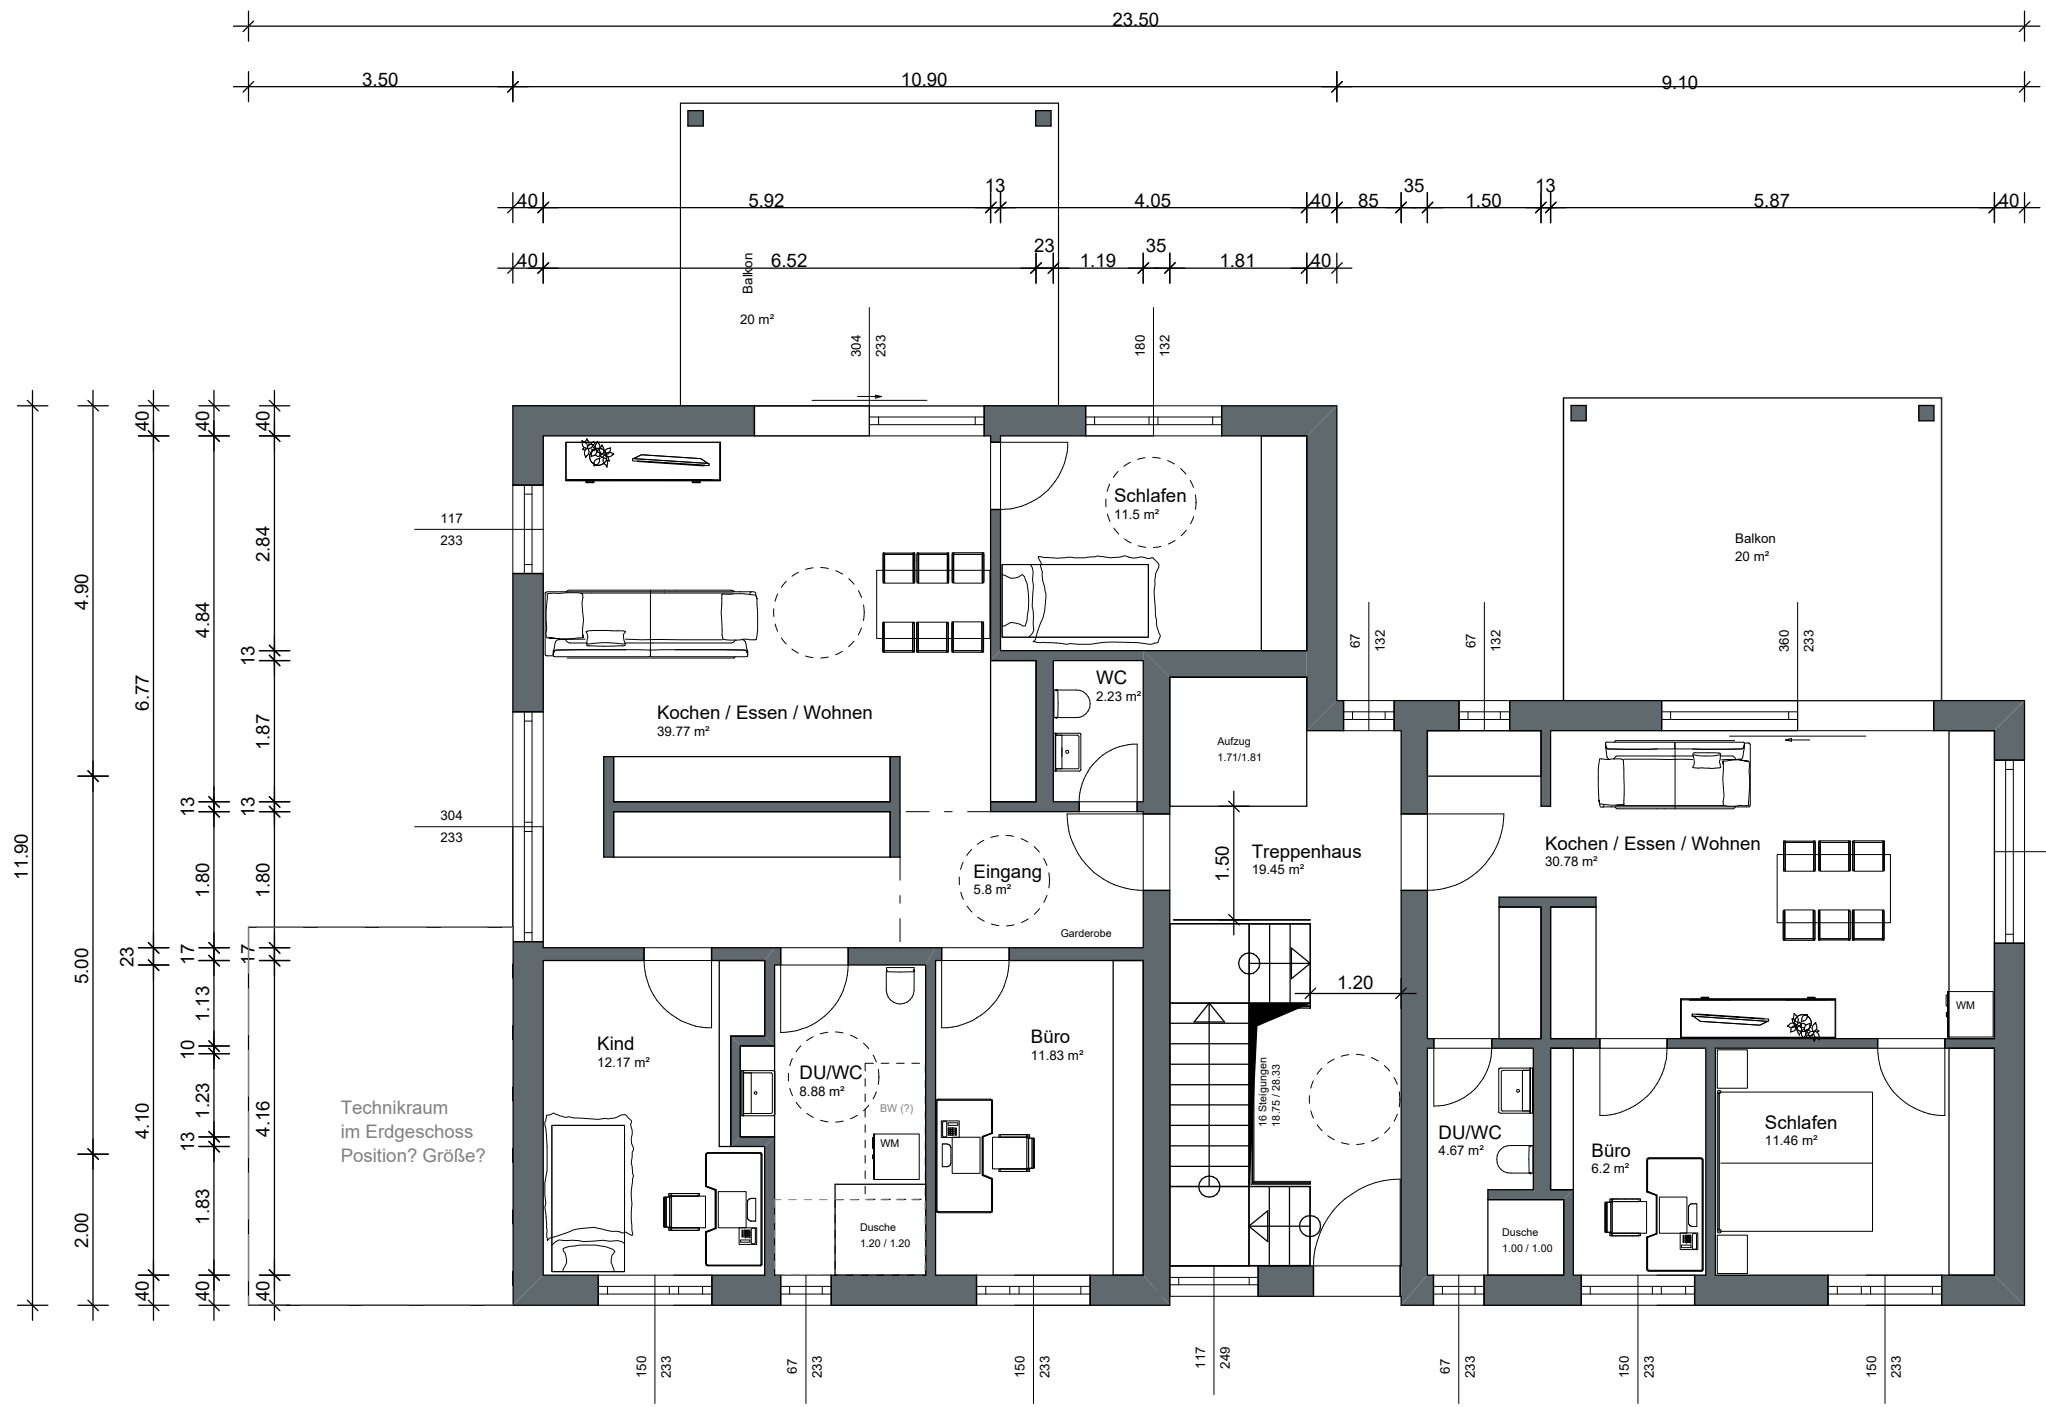 23.50
3.50
10.90
9.10
40
5.92
13
4.05
40
85
35
1.50
13
5.87
40
40
6.52
23
1.19
35
1.81
40
Balkon
20 m²
304
233
180
132
67
132
67
132
360
233
Balkon
20 m²
11.90
4.90
5.00
2.00
40
6.77
23
4.10
40
40
4.84
13
1.80
17
1.13
10
1.23
13
1.83
40
40
2.84
13
1.87
13
1.80
17
4.16
40
117
233
304
233
Schlafen
11.5 m²
WC
2.23 m²
Kochen / Essen / Wohnen
39.77 m²
Aufzug
1.71/1.81
Eingang
5.8 m²
Garderobe
1.50
Treppenhaus
19.45 m²
1.20
16 Steigungen
18.75 / 28.33
Kochen / Essen / Wohnen
30.78 m²
WM
Technikraum
im Erdgeschoss
Position? Größe?
Kind
12.17 m²
DU/WC
8.88 m²
BW (?)
WM
Dusche
1.20 / 1.20
Büro
11.83 m²
DU/WC
4.67 m²
Dusche
1.00 / 1.00
Büro
6.2 m²
Schlafen
11.46 m²
150
233
67
233
150
233
117
249
67
233
150
233
150
233